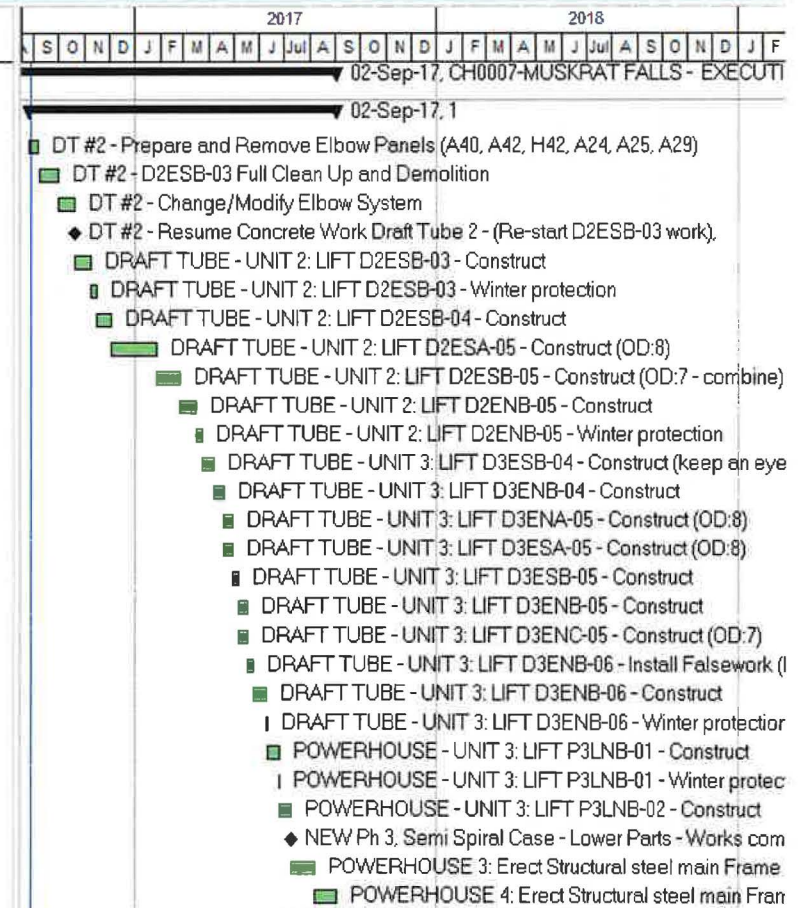 2017 2018
S O N D J F M A M J Jul A S O N D J F M A M J Jul A S O N D J F
02-Sep-17, CH0007-MUSKRAT FALLS - EXECUTI
02-Sep-17, 1
DT #2 - Prepare and Remove Elbow Panels (A40, A42, H42, A24, A25, A29)
DT #2 - D2ESB-03 Full Clean Up and Demolition
DT #2 - Change/Modify Elbow System
DT #2 - Resume Concrete Work Draft Tube 2 - (Re-start D2ESB-03 work),
DRAFT TUBE - UNIT 2: LIFT D2ESB-03 - Construct
DRAFT TUBE - UNIT 2: LIFT D2ESB-03 - Winter protection
DRAFT TUBE - UNIT 2: LIFT D2ESB-04 - Construct
DRAFT TUBE - UNIT 2: LIFT D2ESA-05 - Construct (OD:8)
DRAFT TUBE - UNIT 2: LIFT D2ESB-05 - Construct (OD:7 - combine)
DRAFT TUBE - UNIT 2: LIFT D2ENB-05 - Construct
DRAFT TUBE - UNIT 2: LIFT D2ENB-05 - Winter protection
DRAFT TUBE - UNIT 3: LIFT D3ESB-04 - Construct (keep an eye
DRAFT TUBE - UNIT 3: LIFT D3ENB-04 - Construct
DRAFT TUBE - UNIT 3: LIFT D3ENA-05 - Construct (OD:8)
DRAFT TUBE - UNIT 3: LIFT D3ESA-05 - Construct (OD:8)
DRAFT TUBE - UNIT 3: LIFT D3ESB-05 - Construct
DRAFT TUBE - UNIT 3: LIFT D3ENB-05 - Construct
DRAFT TUBE - UNIT 3: LIFT D3ENC-05 - Construct (OD:7)
DRAFT TUBE - UNIT 3: LIFT D3ENB-06 - Install Falsework (I
DRAFT TUBE - UNIT 3: LIFT D3ENB-06 - Construct
DRAFT TUBE - UNIT 3: LIFT D3ENB-06 - Winter protection
POWERHOUSE - UNIT 3: LIFT P3LNB-01 - Construct
POWERHOUSE - UNIT 3: LIFT P3LNB-01 - Winter protec
POWERHOUSE - UNIT 3: LIFT P3LNB-02 - Construct
NEW Ph 3, Semi Spiral Case - Lower Parts - Works com
POWERHOUSE 3: Erect Structural steel main Frame
POWERHOUSE 4: Erect Structural steel main Fran